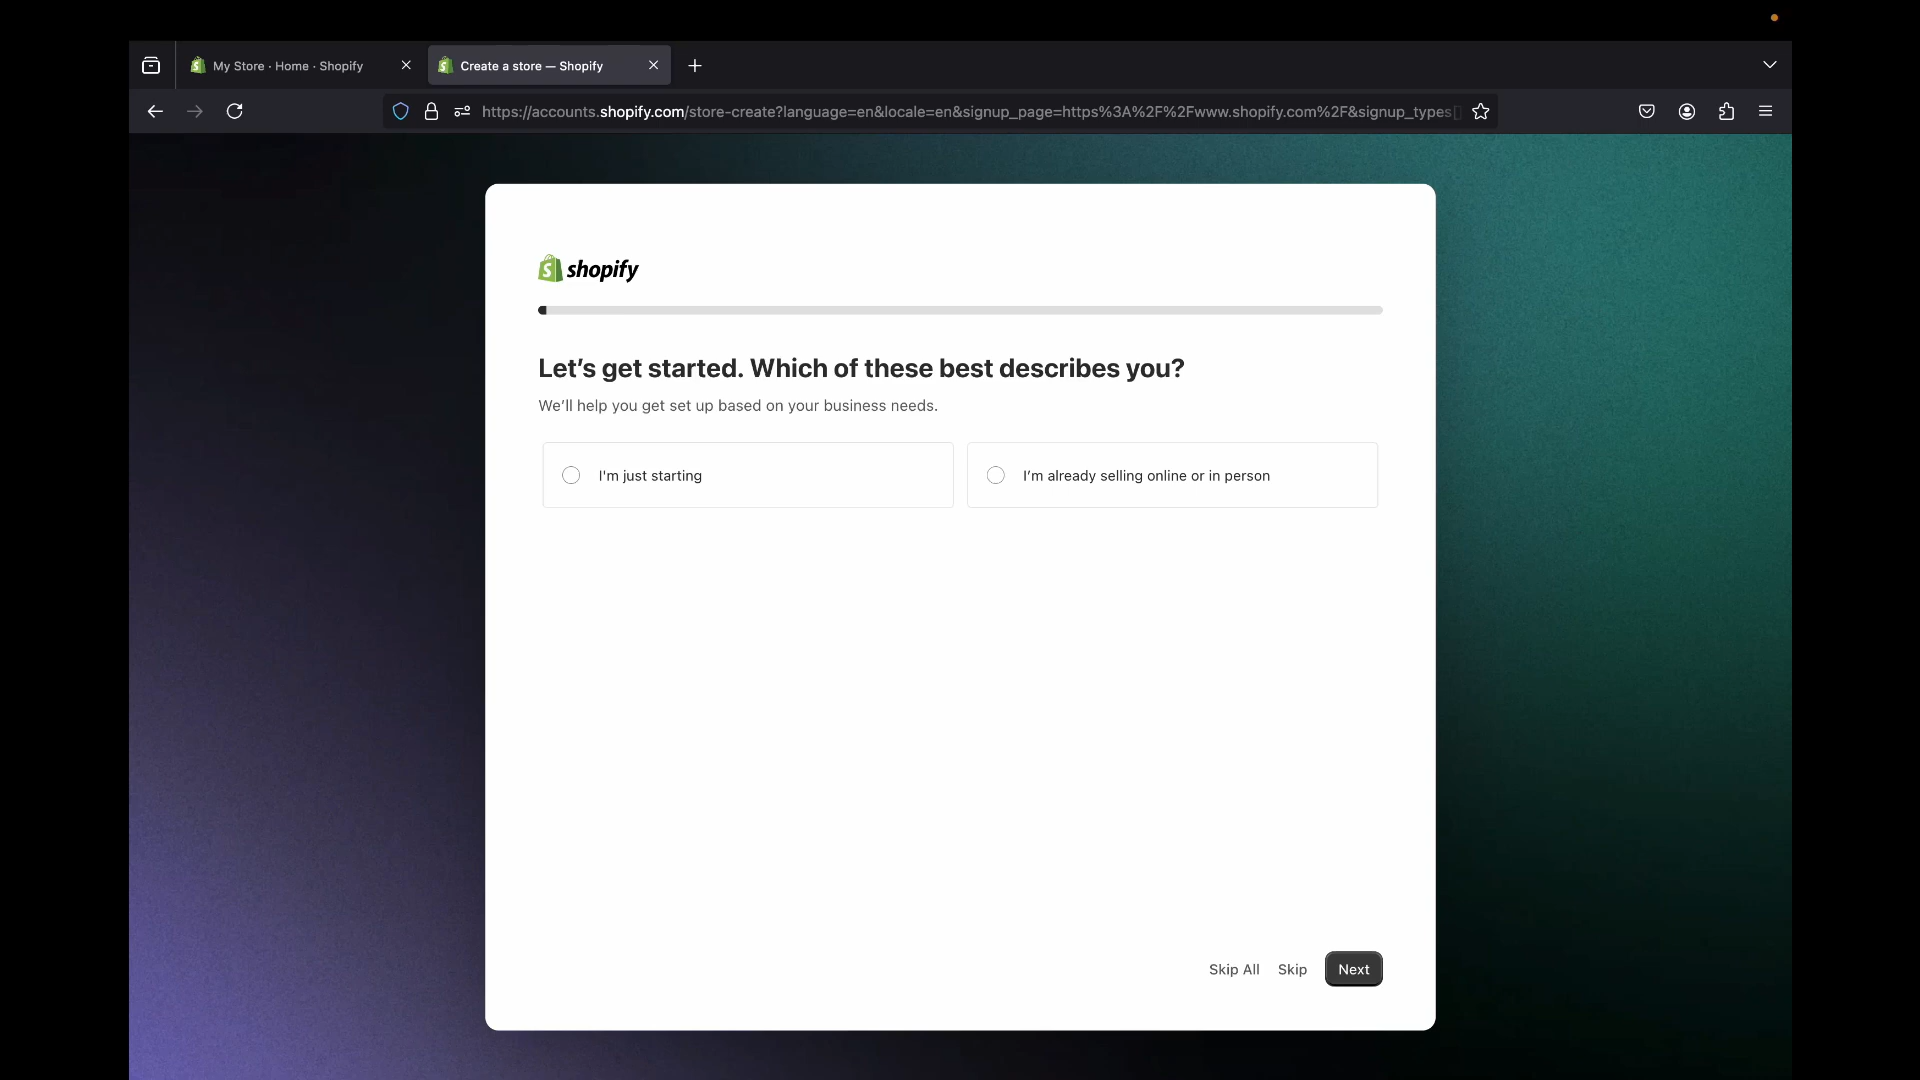 My Store · Home · Shopify
Create a store — Shopify
https://accounts.shopify.com/store-create?language=en&locale=en&signup_page=https%3A%2F%2Fwww.shopify.com%2F&signup_types[
shopify
Let’s get started. Which of these best describes you?
We’ll help you get set up based on your business needs.
I'm just starting
I’m already selling online or in person
Skip All
Skip
Next